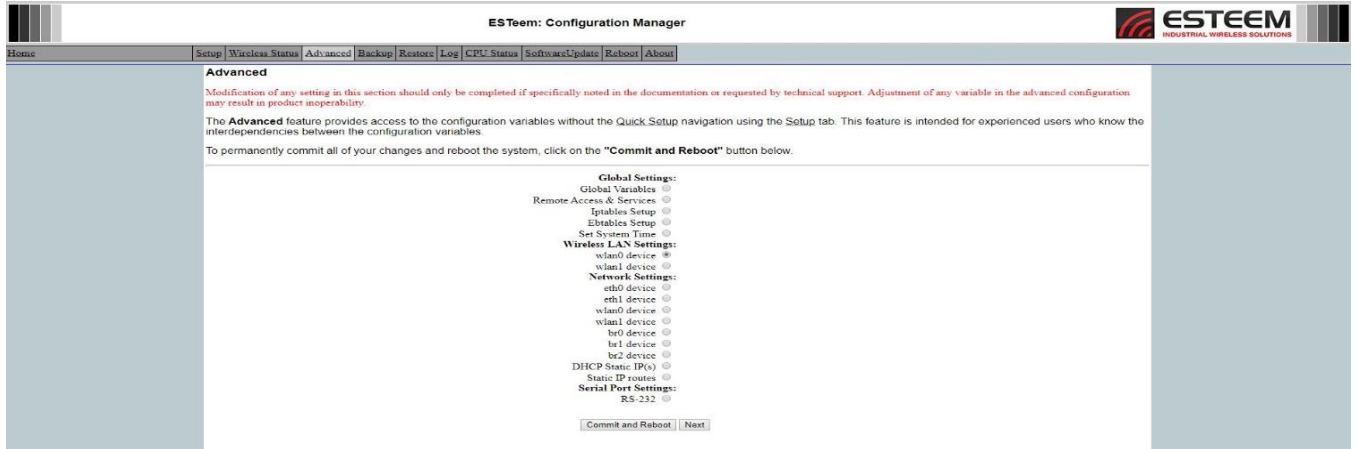 ESTeem: Configuration Manager
ESTEEM
INDUSTRIAL WIRELESS SOLUTIONS
Home Setup Wireless Status Advanced Backup Restore Log CPU Status SoftwareUpdate Reboot About
Advanced
Modification of any setting in this section should only be completed if specifically noted in the documentation or requested by technical support. Adjustment of any variable in the advanced configuration
may result in product inoperability.
The Advanced feature provides access to the configuration variables without the Quick Setup navigation using the Setup tab. This feature is intended for experienced users who know the
interdependencies between the configuration variables.
To permanently commit all of your changes and reboot the system, click on the "Commit and Reboot" button below.
Global Settings:
Global Variables
Remote Access & Services
Iptables Setup
Ebtables Setup
Set System Time
Wireless LAN Settings:
wlan0 device
wlan1 device
Network Settings:
eth0 device
eth1 device
wlan0 device
wlan1 device
br0 device
br1 device
br2 device
DHCP Static IP(s)
Static IP routes
Serial Port Settings:
RS-232
Commit and Reboot Next